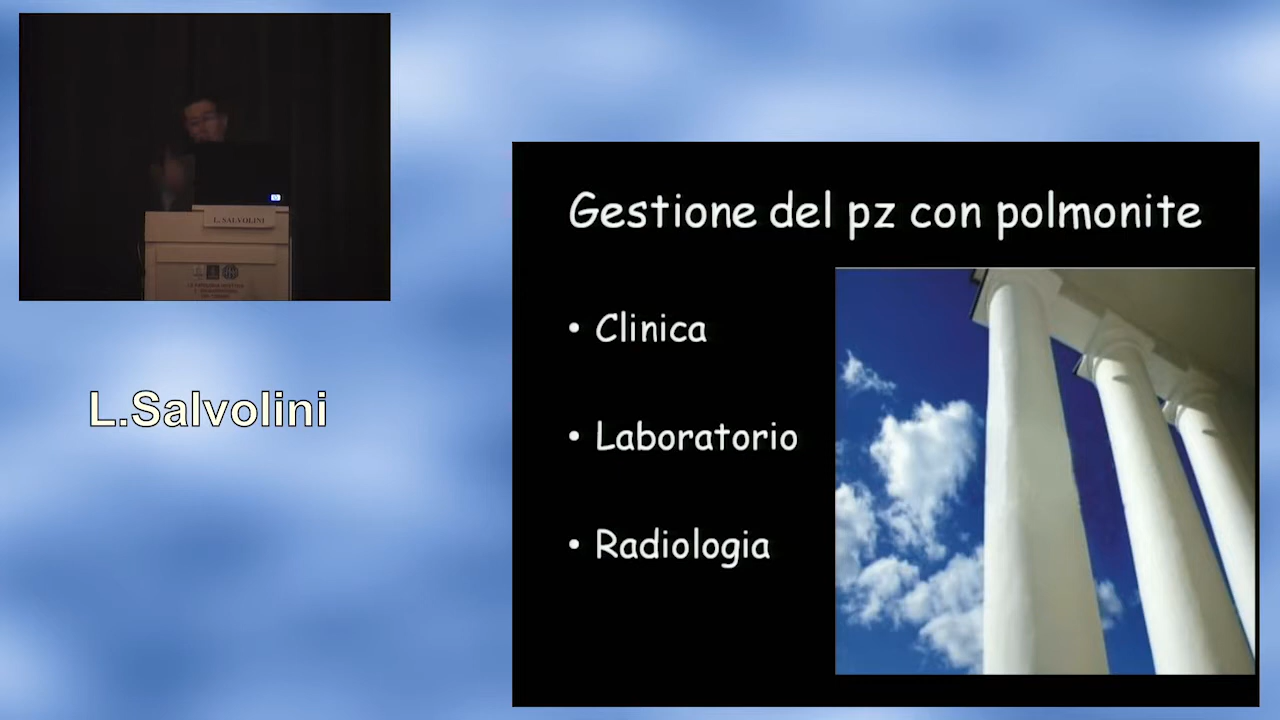 L. SALVOLINI
L.Salvolini
Gestione del pz con polmonite
• Clinica
• Laboratorio
• Radiologia